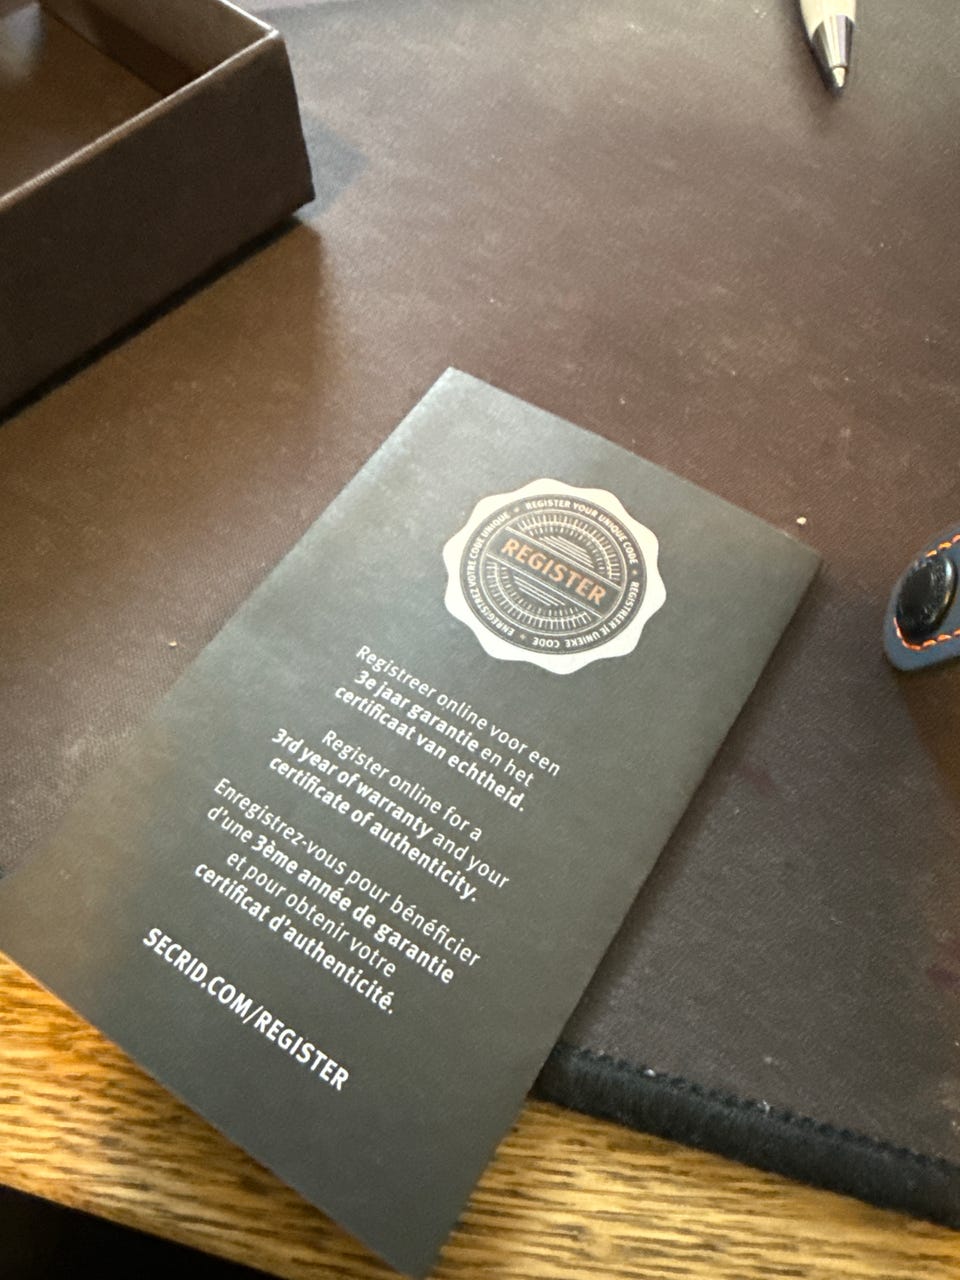 REGISTER YOUR UNIQUE CODE
REGISTREER JE UNIEKE CODE
ENREGISTREZ VOTRE CODE UNIQUE
REGISTER
Registreer online voor een
3e jaar garantie en het
certificaat van echtheid.
Register online for a
3rd year of warranty and your
certificate of authenticity.
Enregistrez-vous pour bénéficier
d'une 3ème année de garantie
et pour obtenir votre
certificat d'authenticité.
SECRID.COM/REGISTER